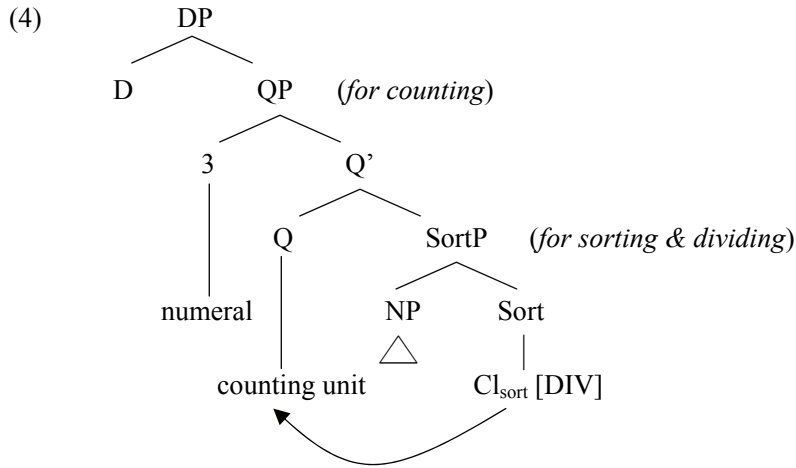 (4) DP
D QP (for counting)
3 Q’
Q SortP (for sorting & dividing)
numeral NP Sort
counting unit Clsort [DIV]